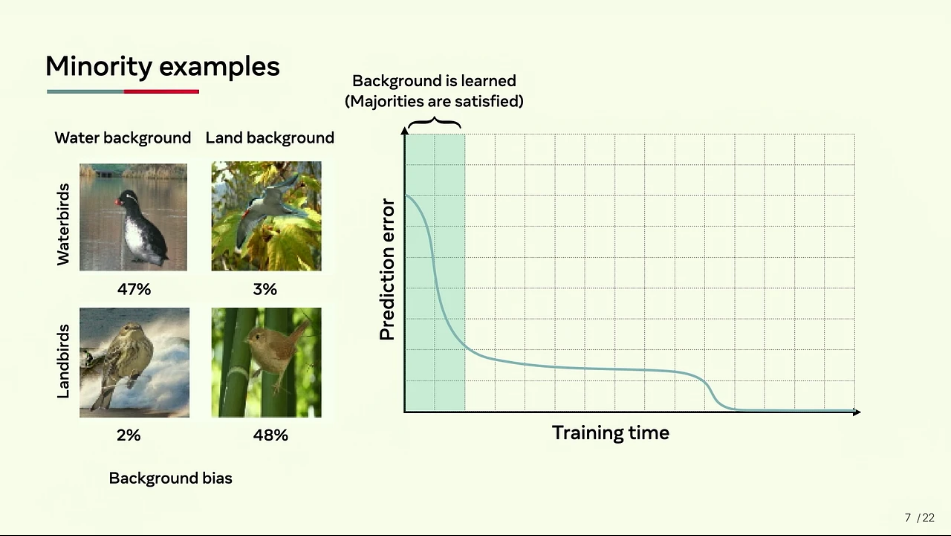 Minority examples
Background is learned
(Majorities are satisfied)
Water background
Land background
Waterbirds
47%
3%
Landbirds
2%
48%
Background bias
Prediction error
Training time
7 / 22